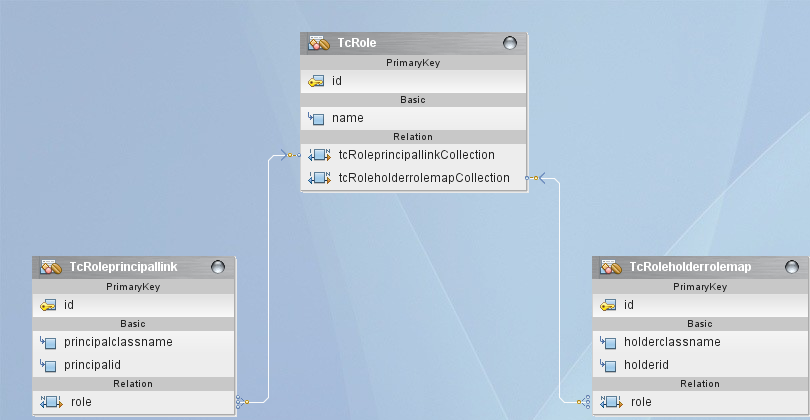 TcRole
PrimaryKey
id
Basic
name
Relation
tcRoleprincipallinkCollection
tcRoleholderrolemapCollection
TcRoleprincipallink
PrimaryKey
id
Basic
principalclassname
principalid
Relation
role
TcRoleholderrolemap
PrimaryKey
id
Basic
holderclassname
holderid
Relation
role